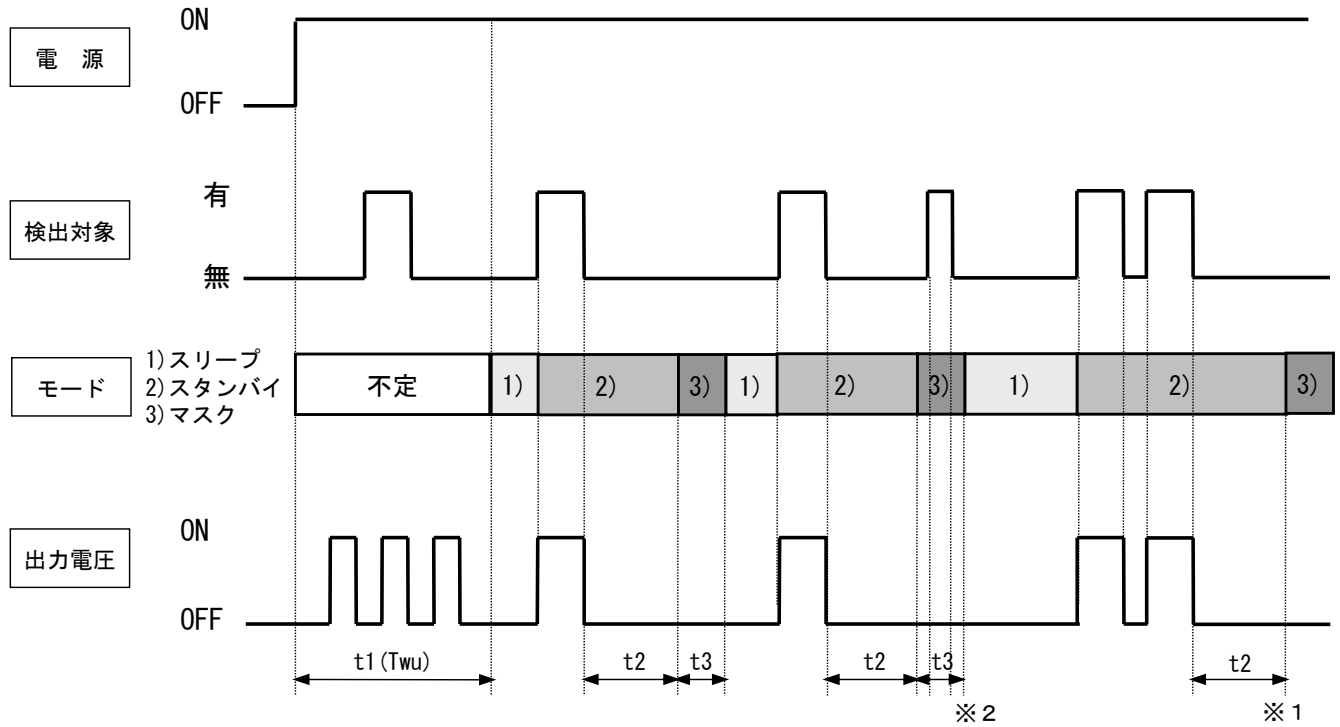 ON
電 源
OFF
有
検出対象
無
モード
1)スリープ
2)スタンバイ
3)マスク
不定 1) 2) 3) 1) 2) 3) 1) 2) 3)
ON
出力電圧
OFF
t1(Twu) t2 t3 t2 t3 t2
※2 ※1